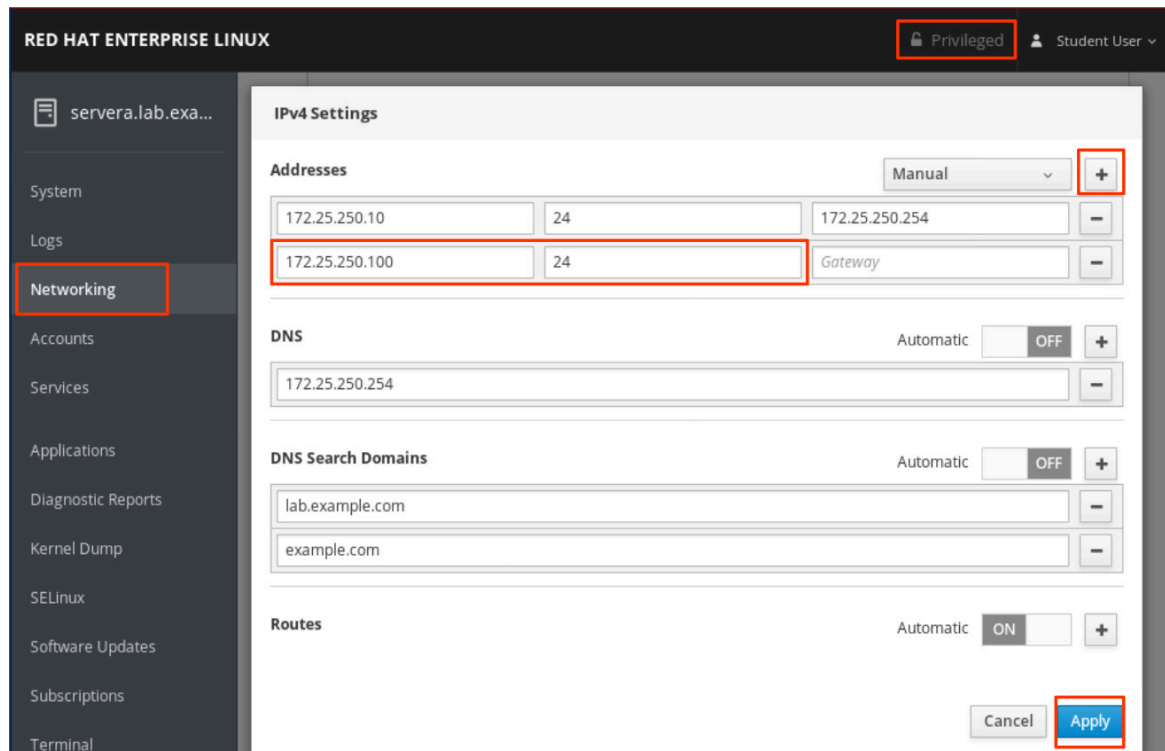 RED HAT ENTERPRISE LINUX
Privileged
Student User
servera.lab.exa...
System
Logs
Networking
Accounts
Services
Applications
Diagnostic Reports
Kernel Dump
SELinux
Software Updates
Subscriptions
Terminal
IPv4 Settings
Addresses
Manual
+
172.25.250.10 24 172.25.250.254 −
172.25.250.100 24 Gateway −
DNS
Automatic OFF +
172.25.250.254 −
DNS Search Domains
Automatic OFF +
lab.example.com −
example.com −
Routes
Automatic ON +
Cancel Apply